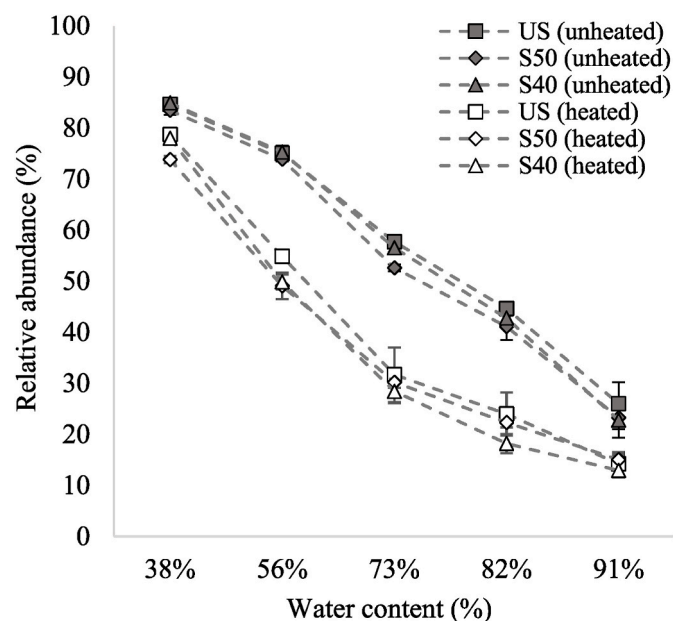 100
90
80
70
60
50
40
30
20
10
0
Relative abundance (%)
US (unheated)
S50 (unheated)
S40 (unheated)
US (heated)
S50 (heated)
S40 (heated)
38% 56% 73% 82% 91%
Water content (%)